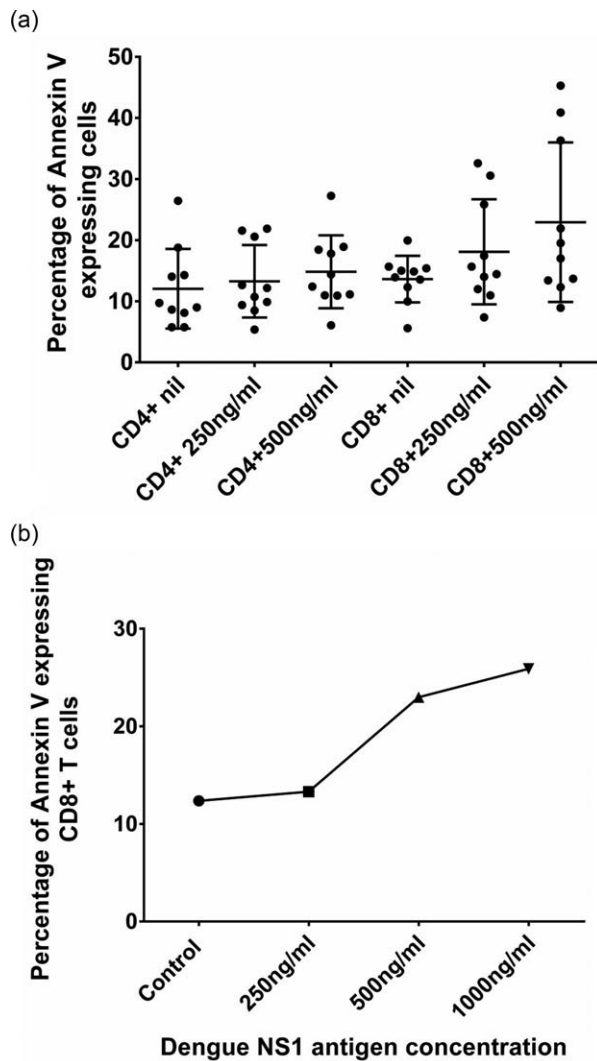 (a)
Percentage of Annexin V
expressing cells
50
40
30
20
10
0
CD4+ nil
CD4+ 250ng/ml
CD4+500ng/ml
CD8+ nil
CD8+250ng/ml
CD8+500ng/ml
(b)
Percentage of Annexin V expressing
CD8+ T cells
30
20
10
0
Control
250ng/ml
500ng/ml
1000ng/ml
Dengue NS1 antigen concentration